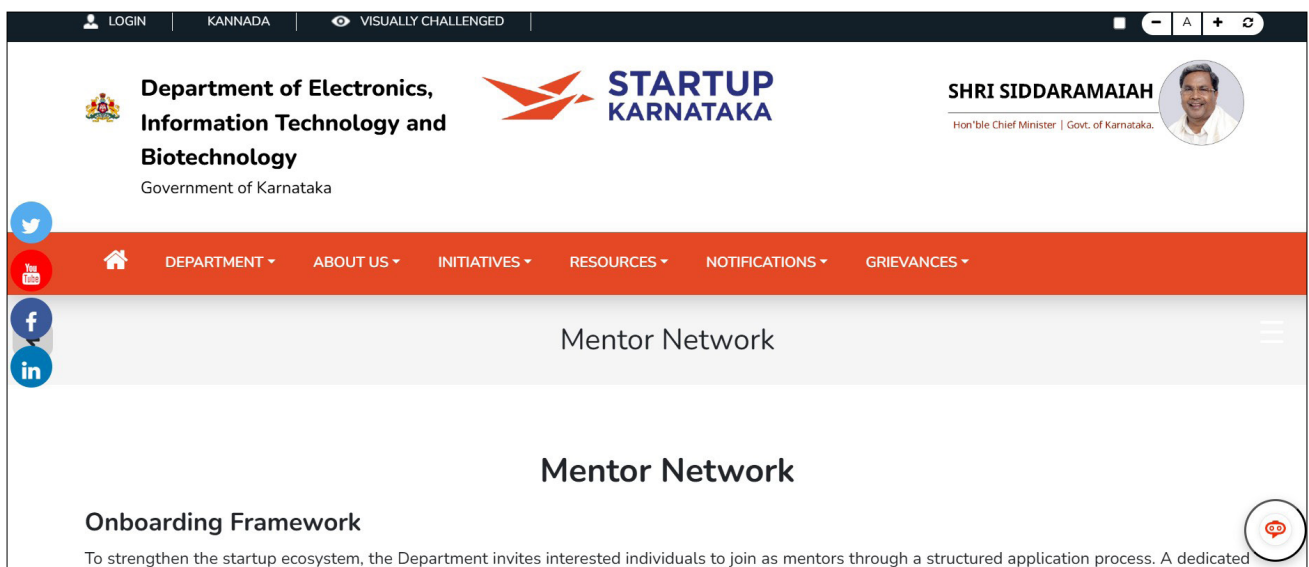 LOGIN KANNADA VISUALLY CHALLENGED - A +
Department of Electronics,
Information Technology and
Biotechnology
Government of Karnataka
STARTUP
KARNATAKA
SHRI SIDDARAMAIAH
Hon'ble Chief Minister | Govt. of Karnataka.
You
Tube
f
in
DEPARTMENT ABOUT US INITIATIVES RESOURCES NOTIFICATIONS GRIEVANCES
Mentor Network
Mentor Network
Onboarding Framework
To strengthen the startup ecosystem, the Department invites interested individuals to join as mentors through a structured application process. A dedicated